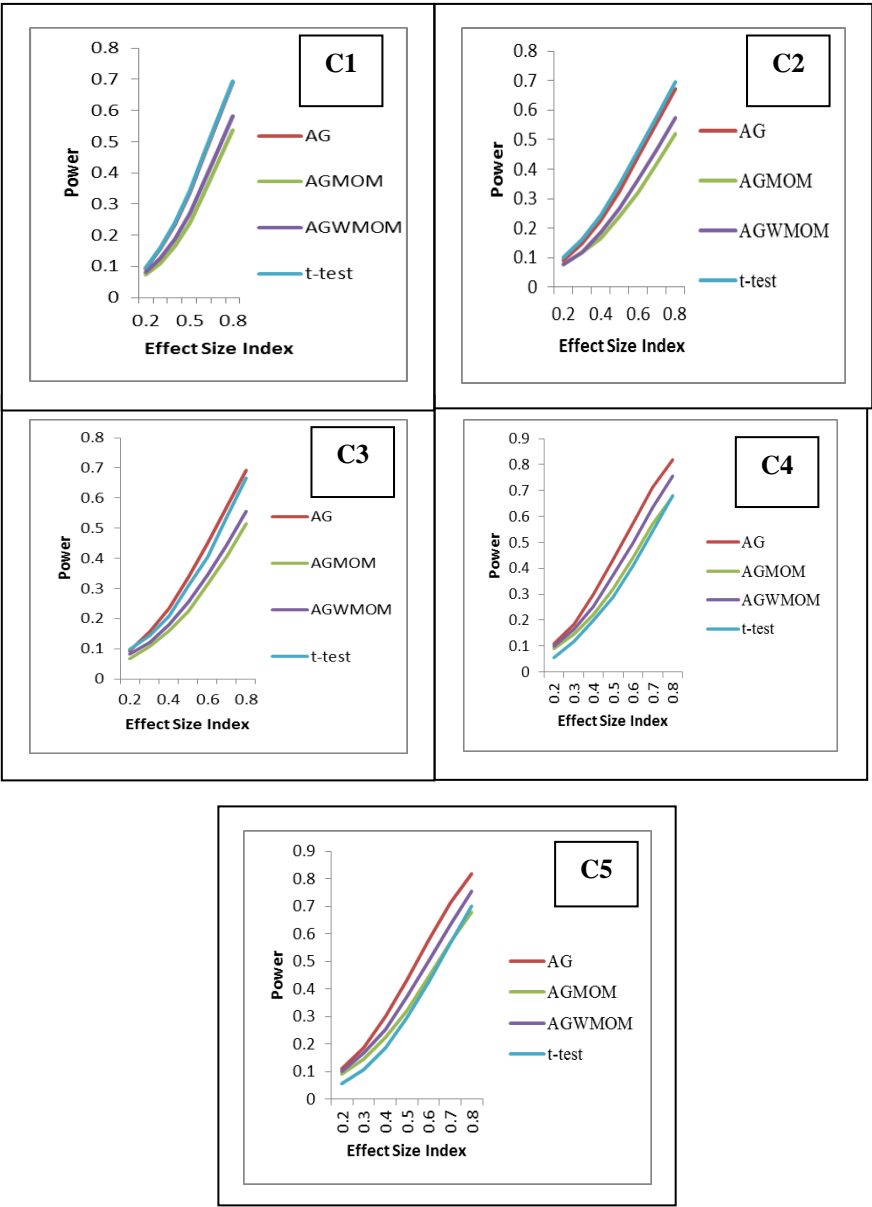 C1
0.8
0.7
0.6
0.5
0.4
0.3
0.2
0.1
0
Power
0.2 0.5 0.8
Effect Size Index
AG
AGMOM
AGWMOM
t-test
C2
0.8
0.7
0.6
0.5
0.4
0.3
0.2
0.1
0
Power
0.2 0.4 0.6 0.8
Effect Size Index
AG
AGMOM
AGWMOM
t-test
C3
0.8
0.7
0.6
0.5
0.4
0.3
0.2
0.1
0
Power
0.2 0.4 0.6 0.8
Effect Size Index
AG
AGMOM
AGWMOM
t-test
C4
0.9
0.8
0.7
0.6
0.5
0.4
0.3
0.2
0.1
0
Power
0.2 0.3 0.4 0.5 0.6 0.7 0.8
Effect Size Index
AG
AGMOM
AGWMOM
t-test
C5
0.9
0.8
0.7
0.6
0.5
0.4
0.3
0.2
0.1
0
Power
0.2 0.3 0.4 0.5 0.6 0.7 0.8
Effect Size Index
AG
AGMOM
AGWMOM
t-test